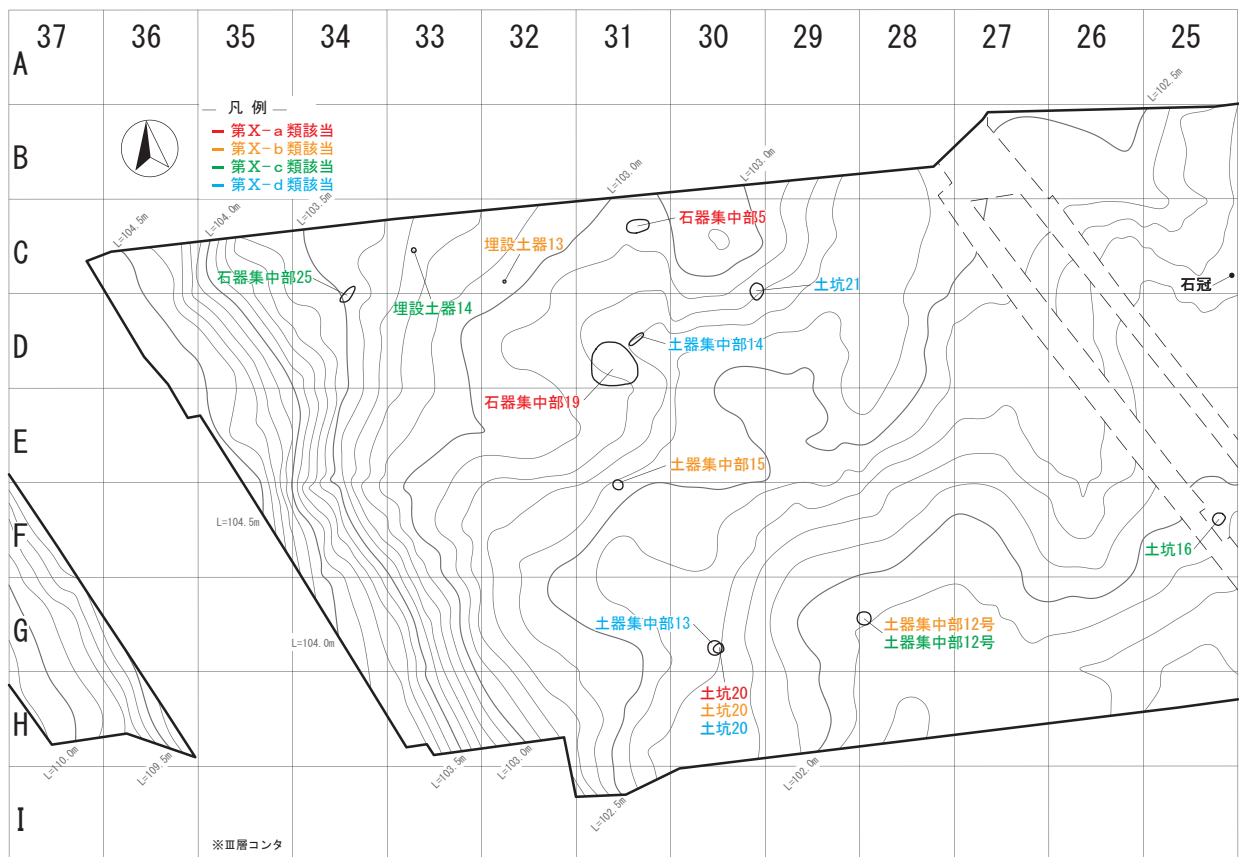 37 36 35 34 33 32 31 30 29 28 27 26 25
A
L=102.5m
凡 例
第Ⅹ-a類該当
第Ⅹ-b類該当
第Ⅹ-c類該当
第Ⅹ-d類該当
B
L=103.0m
L=103.0m
L=104.5m
L=104.0m
L=103.5m
石器集中部5
C
埋設土器13
石器集中部25
埋設土器14
土坑21
石冠
D
土器集中部14
石器集中部19
E
土器集中部15
L=104.5m
F
土坑16
G
土器集中部13
土器集中部12号
土器集中部12号
L=104.0m
土坑20
土坑20
土坑20
H
L=110.0m
L=109.5m
L=103.5m
L=103.0m
L=102.0m
L=102.5m
I
※Ⅲ層コンタ